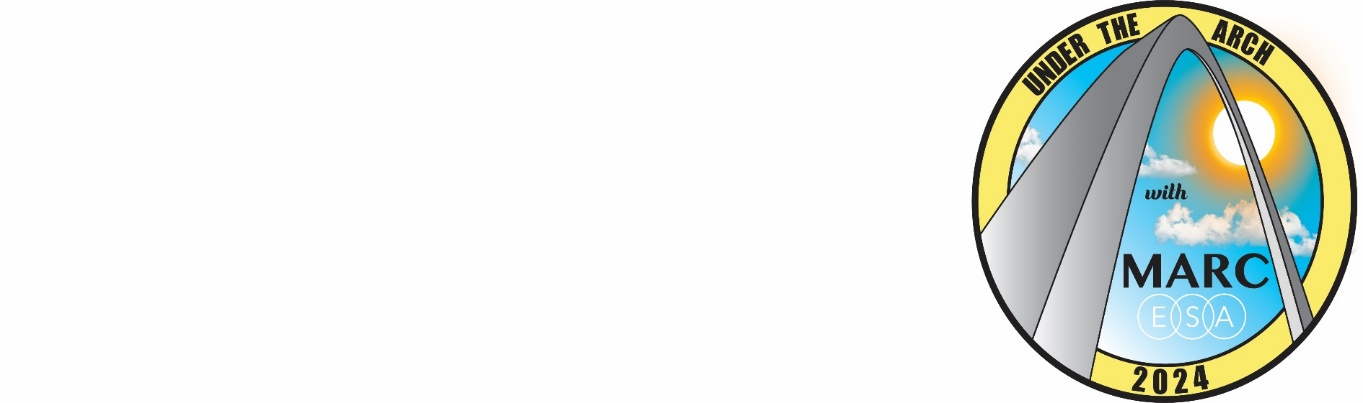 UNDER THE ARCH
with
MARC
ESA
2024